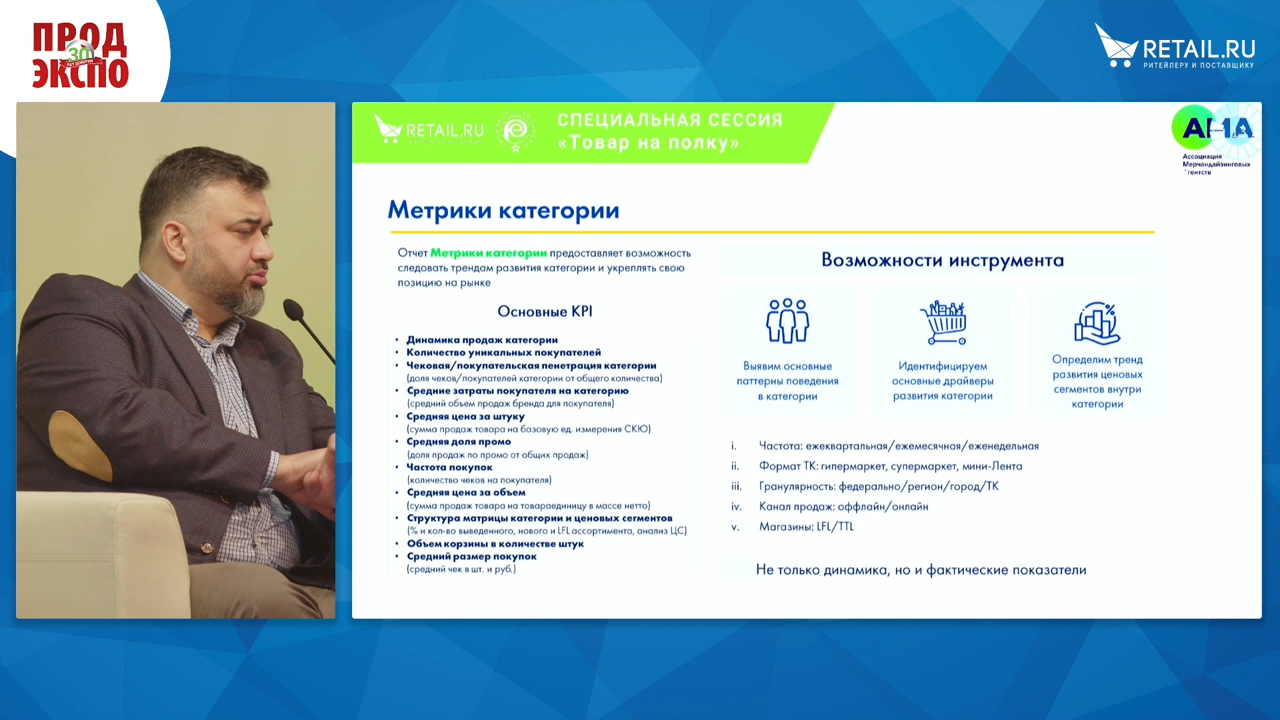 ПРОД
30
ЭКСПО
RETAIL.RU
РИТЕЙЛЕРУ И ПОСТАВЩИКУ
RETAIL.RU
СПЕЦИАЛЬНАЯ СЕССИЯ
«Товар на полку»
АМА
Ассоциация
Мерчандайзинговых
гентств
Метрики категории
Отчет Метрики категории предоставляет возможность
следовать трендам развития категории и укреплять свою
позицию на рынке
Основные KPI
• Динамика продаж категории
• Количество уникальных покупателей
• Чековая/покупательская пенетрация категории
(доля чеков/покупателей категории от общего количества)
• Средние затраты покупателя на категорию
(средний объем продаж бренда для покупателя)
• Средняя цена за штуку
(сумма продаж товара на базовую ед. измерения СКЮ)
• Средняя доля промо
(доля продаж по промо от общих продаж)
• Частота покупок
(количество чеков на покупателя)
• Средняя цена за объем
(сумма продаж товара на товараединицу в массе нетто)
• Структура матрицы категории и ценовых сегментов
(% и кол-во выведенного, нового и LFL ассортимента, анализ ЦС)
• Объем корзины в количестве штук
• Средний размер покупок
(средний чек в шт. и руб.)
Возможности инструмента
Выявим основные
паттерны поведения
в категории
Идентифицируем
основные драйверы
развития категории
Определим тренд
развития ценовых
сегментов внутри
категории
i. Частота: ежеквартальная/ежемесячная/еженедельная
ii. Формат ТК: гипермаркет, супермаркет, мини-Лента
iii. Гранулярность: федерально/регион/город/ТК
iv. Канал продаж: оффлайн/онлайн
v. Магазины: LFL/TTL
Не только динамика, но и фактические показатели